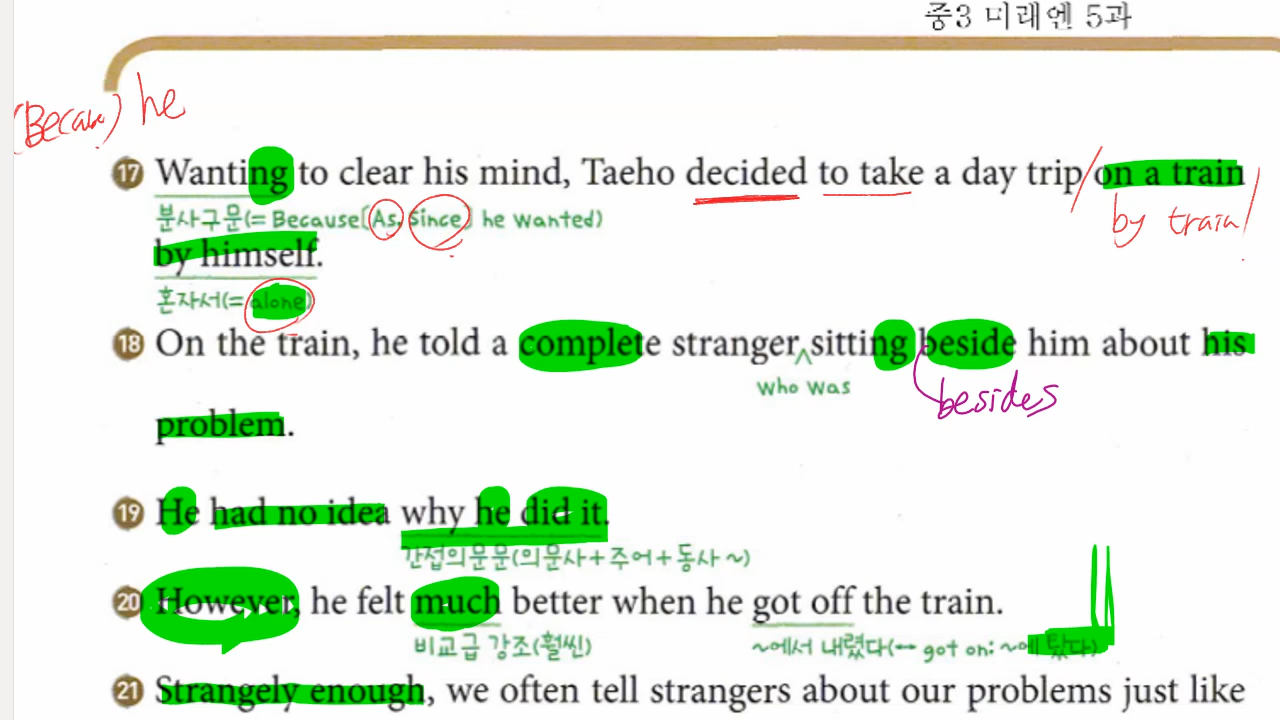 중3 미래엔 5과
(Because) he
17 Wanting to clear his mind, Taeho decided to take a day trip/on a train
분사구문(= Because[As, Since] he wanted)
by train
by himself.
혼자서(= alone)
18 On the train, he told a complete stranger sitting beside him about his
who was
besides
problem.
19 He had no idea why he did it.
간접의문문(의문사+주어+동사~)
20 However, he felt much better when he got off the train.
비교급 강조(훨씬)
~에서 내렸다(↔ got on: ~에 탔다)
21 Strangely enough, we often tell strangers about our problems just like